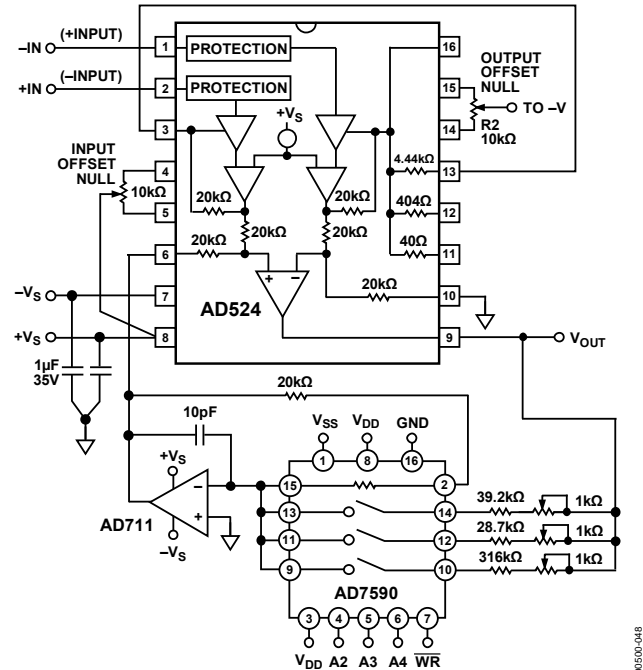 –IN (+INPUT) 1 PROTECTION 16
+IN (–INPUT) 2 PROTECTION 15
OUTPUT
OFFSET
NULL
TO –V
R2
10kΩ
+VS
3 14
4.44kΩ 13
INPUT
OFFSET
NULL
4
10kΩ
5
20kΩ 20kΩ 404Ω 12
20kΩ 20kΩ 40Ω 11
6 20kΩ
20kΩ 10
–VS 7 AD524 + –
+VS 8 9 VOUT
1µF
35V
20kΩ
10pF
VSS VDD GND
1 8 16
+VS
15 2
–
+
AD711
–VS
13 14 39.2kΩ 1kΩ
11 12 28.7kΩ 1kΩ
9 10 316kΩ 1kΩ
AD7590
3 4 5 6 7
VDD A2 A3 A4 WR
00500-048